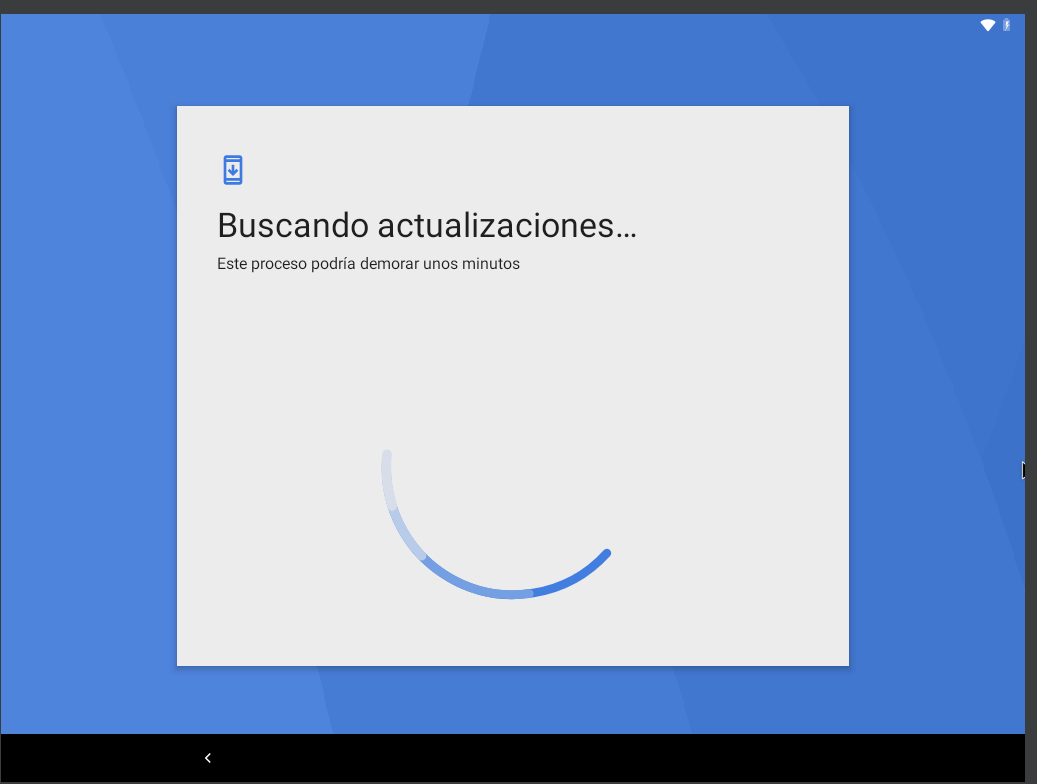 Buscando actualizaciones...
Este proceso podría demorar unos minutos